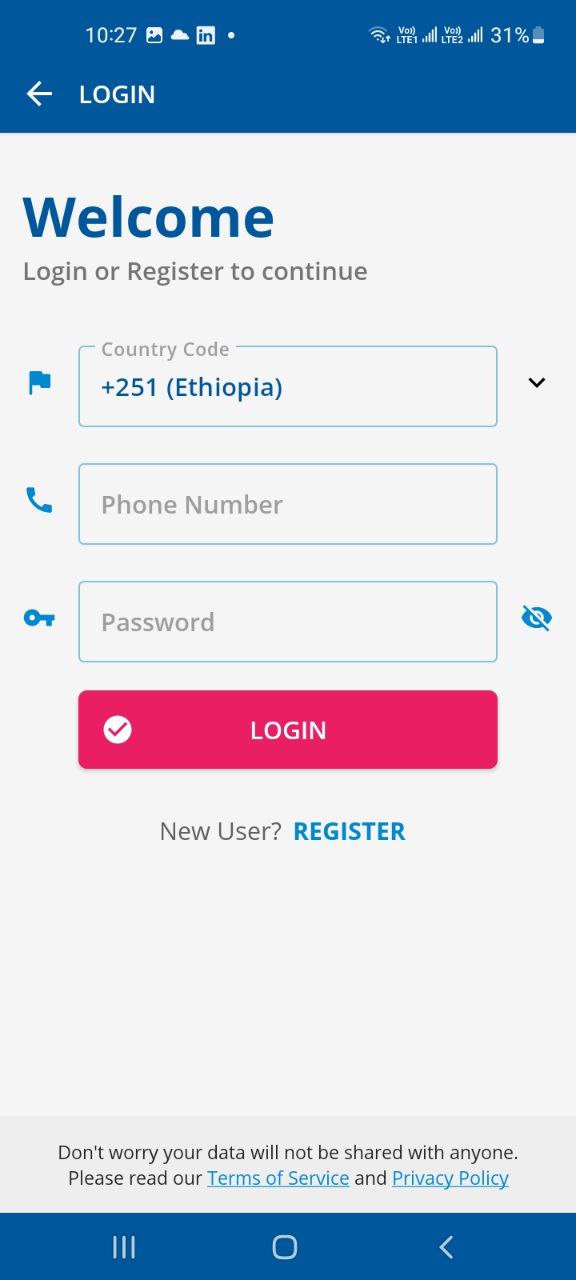 10:27 in Vo)) LTE1 Vo)) LTE2 31%
LOGIN
Welcome
Login or Register to continue
Country Code
+251 (Ethiopia)
Phone Number
Password
LOGIN
New User? REGISTER
Don't worry your data will not be shared with anyone.
Please read our Terms of Service and Privacy Policy